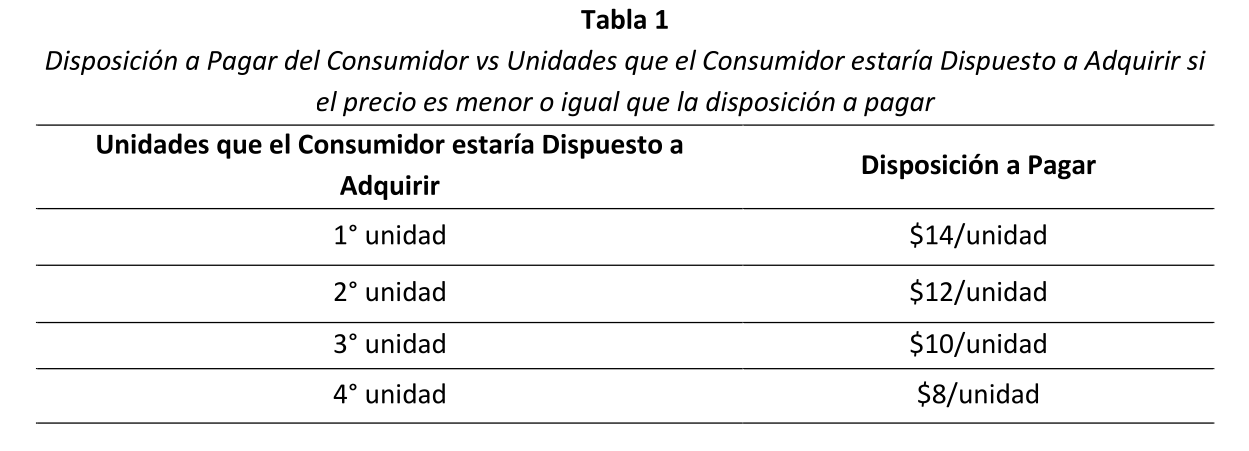 Tabla 1
Disposición a Pagar del Consumidor vs Unidades que el Consumidor estaría Dispuesto a Adquirir si
el precio es menor o igual que la disposición a pagar
Unidades que el Consumidor estaría Dispuesto a
Adquirir
Disposición a Pagar
1° unidad $14/unidad
2° unidad $12/unidad
3° unidad $10/unidad
4° unidad $8/unidad